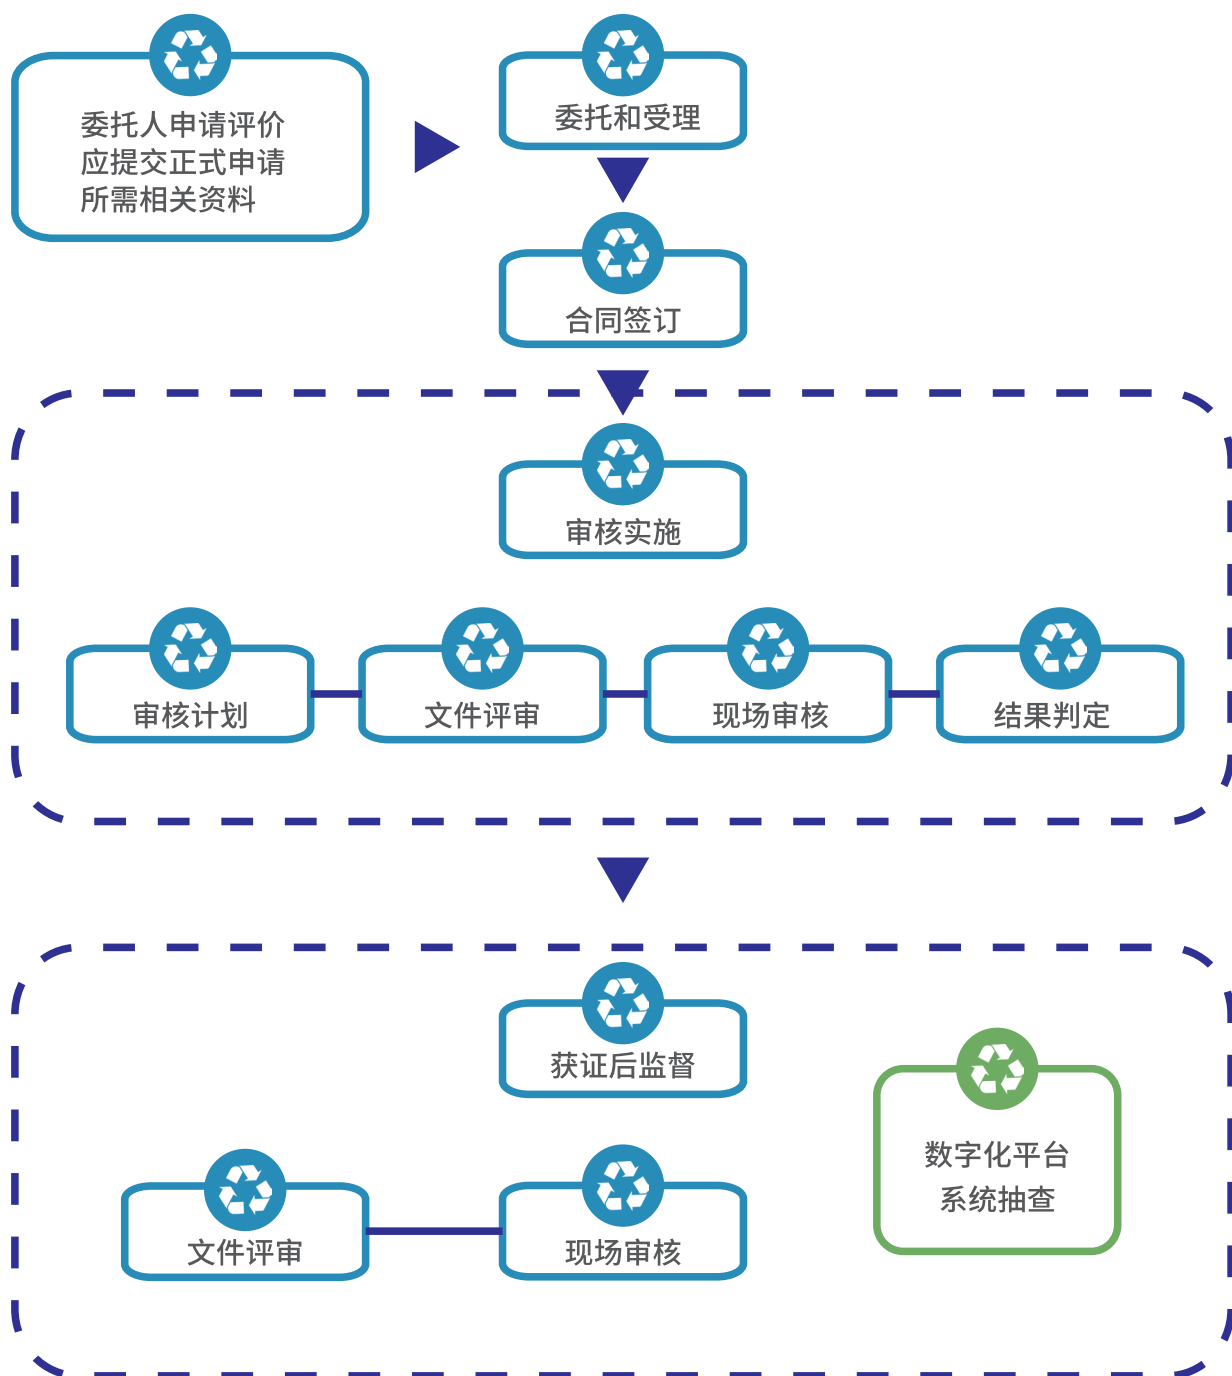 委托人申请评价
应提交正式申请
所需相关资料
委托和受理
合同签订
审核实施
审核计划
文件评审
现场审核
结果判定
获证后监督
数字化平台
系统抽查
文件评审
现场审核